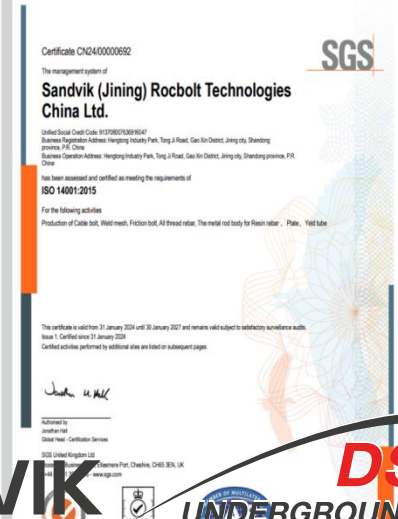 Certificate CN24/00000692
SGS
The management system of
Sandvik (Jining) Rocbolt Technologies
China Ltd.
Unified Social Credit Code: 913708007636916047
Business Registration Address: Hengtong Industry Park, Tong Ji Road, Gao Xin District, Jining city, Shandong
province, P.R. China
Business Operation Address: Hengtong Industry Park, Tong Ji Road, Gao Xin District, Jining city, Shandong province, P.R.
China
has been assessed and certified as meeting the requirements of
ISO 14001:2015
For the following activities
Production of Cable bolt, Weld mesh, Friction bolt, All thread rebar, The metal rod body for Resin rebar 、 Plate、 Yield tube
This certificate is valid from 31 January 2024 until 30 January 2027 and remains valid subject to satisfactory surveillance audits.
Issue 1. Certified since 31 January 2024
Certified activities performed by additional sites are listed on subsequent pages.
Authorised by
Jonathan Hall
Global Head - Certification Services
SGS United Kingdom Ltd
Business Ellesmere Port, Cheshire, CH65 3EN, UK
- www.sgs.com
VIK
DS
UNDERGROUN